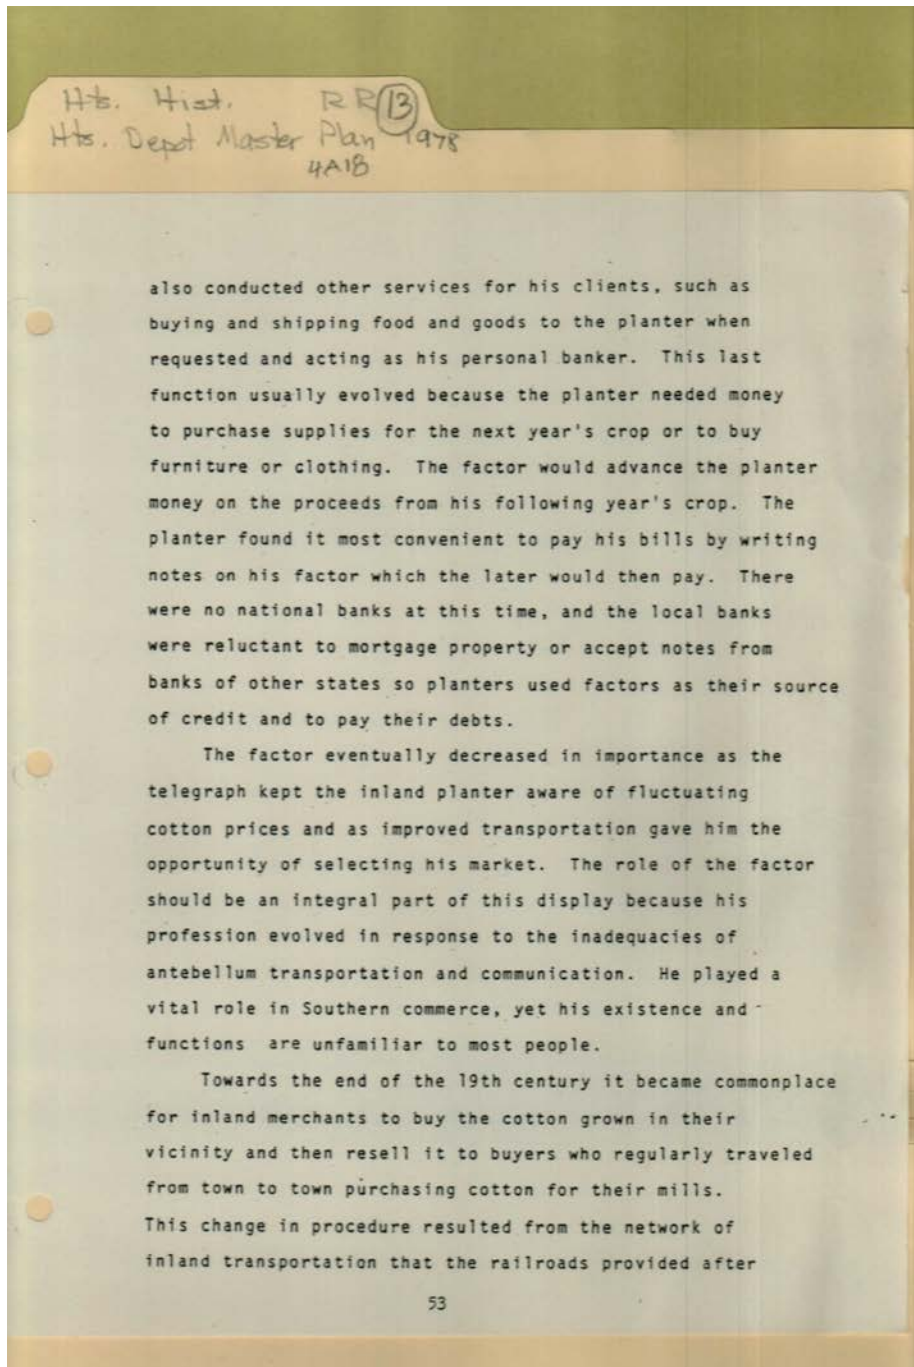 Hts. Hist. RR 13
Hts. Depot Master Plan 1978
4A18
also conducted other services for his clients, such as
buying and shipping food and goods to the planter when
requested and acting as his personal banker. This last
function usually evolved because the planter needed money
to purchase supplies for the next year's crop or to buy
furniture or clothing. The factor would advance the planter
money on the proceeds from his following year's crop. The
planter found it most convenient to pay his bills by writing
notes on his factor which the later would then pay. There
were no national banks at this time, and the local banks
were reluctant to mortgage property or accept notes from
banks of other states so planters used factors as their source
of credit and to pay their debts.
The factor eventually decreased in importance as the
telegraph kept the inland planter aware of fluctuating
cotton prices and as improved transportation gave him the
opportunity of selecting his market. The role of the factor
should be an integral part of this display because his
profession evolved in response to the inadequacies of
antebellum transportation and communication. He played a
vital role in Southern commerce, yet his existence and
functions are unfamiliar to most people.
Towards the end of the 19th century it became commonplace
for inland merchants to buy the cotton grown in their
vicinity and then resell it to buyers who regularly traveled
from town to town purchasing cotton for their mills.
This change in procedure resulted from the network of
inland transportation that the railroads provided after
53